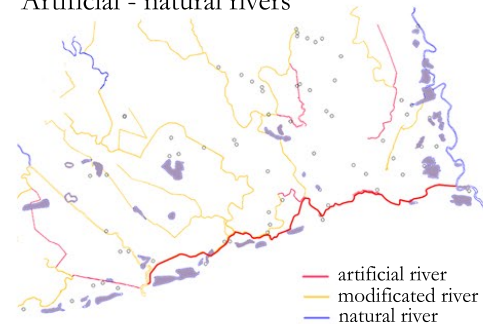 Artificial - natural rivers
artificial river
modificated river
natural river